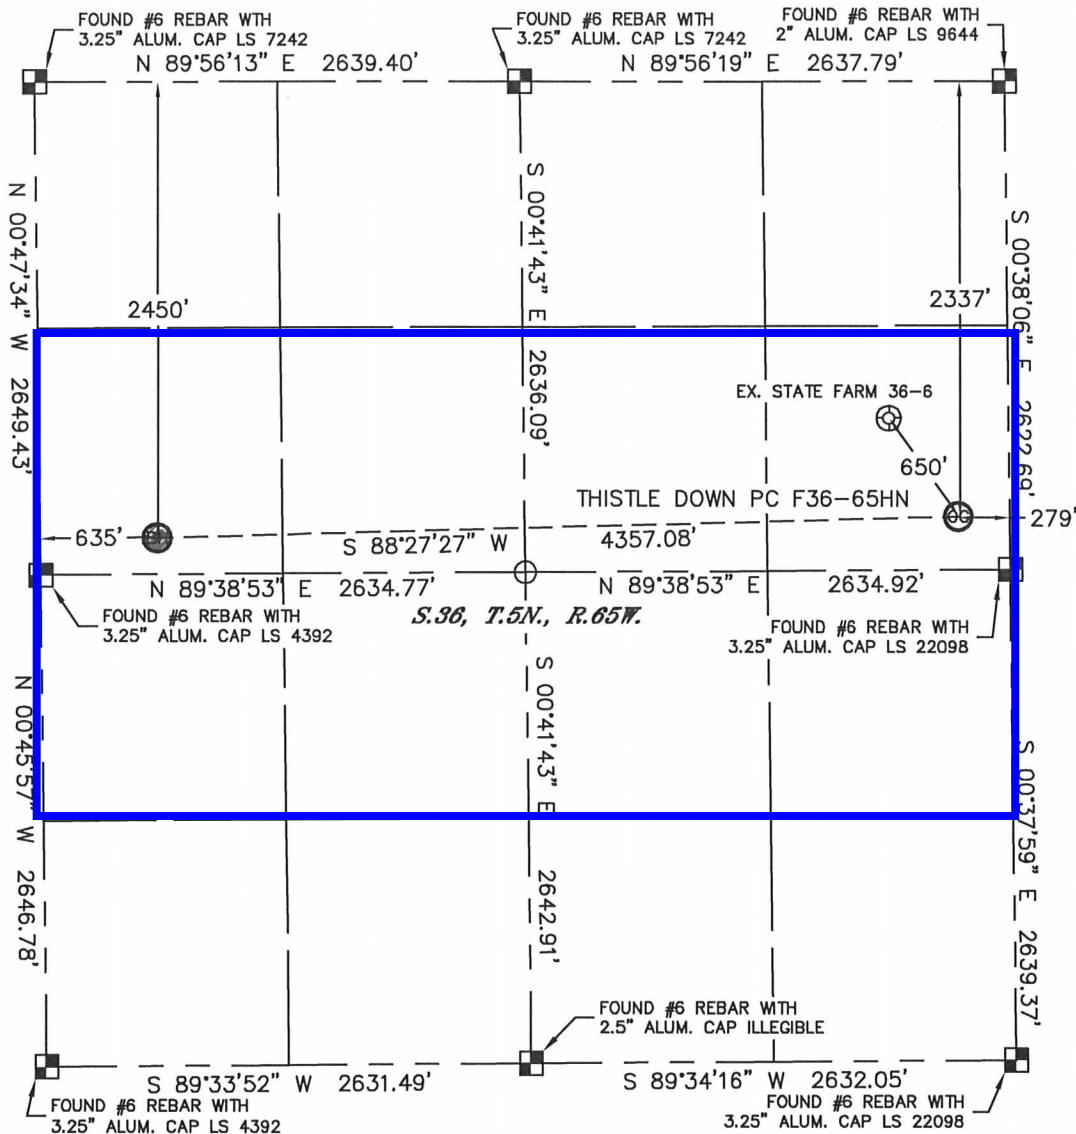 FOUND #6 REBAR WTH
3.25" ALUM. CAP LS 7242
FOUND #6 REBAR WTH
3.25" ALUM. CAP LS 7242
FOUND #6 REBAR WITH
2" ALUM. CAP LS 9644
N 89°56'13" E 2639.40'
N 89°56'19" E 2637.79'
N 00°47'34" W 2649.43'
S 00°41'43" E 2636.09'
S 00°38'06" E 2622.69'
2450'
2337'
EX. STATE FARM 36-6
650'
THISTLE DOWN PC F36-65HN
635'
279'
S 88°27'27" W 4357.08'
N 89°38'53" E 2634.77'
N 89°38'53" E 2634.92'
S.36, T.5N., R.65W.
FOUND #6 REBAR WITH
3.25" ALUM. CAP LS 4392
FOUND #6 REBAR WITH
3.25" ALUM. CAP LS 22098
N 00°45'57" W 2646.78'
S 00°41'43" E 2642.91'
S 00°37'59" E 2639.37'
FOUND #6 REBAR WITH
2.5" ALUM. CAP ILLEGIBLE
S 89°33'52" W 2631.49'
S 89°34'16" W 2632.05'
FOUND #6 REBAR WITH
3.25" ALUM. CAP LS 4392
FOUND #6 REBAR WITH
3.25" ALUM. CAP LS 22098